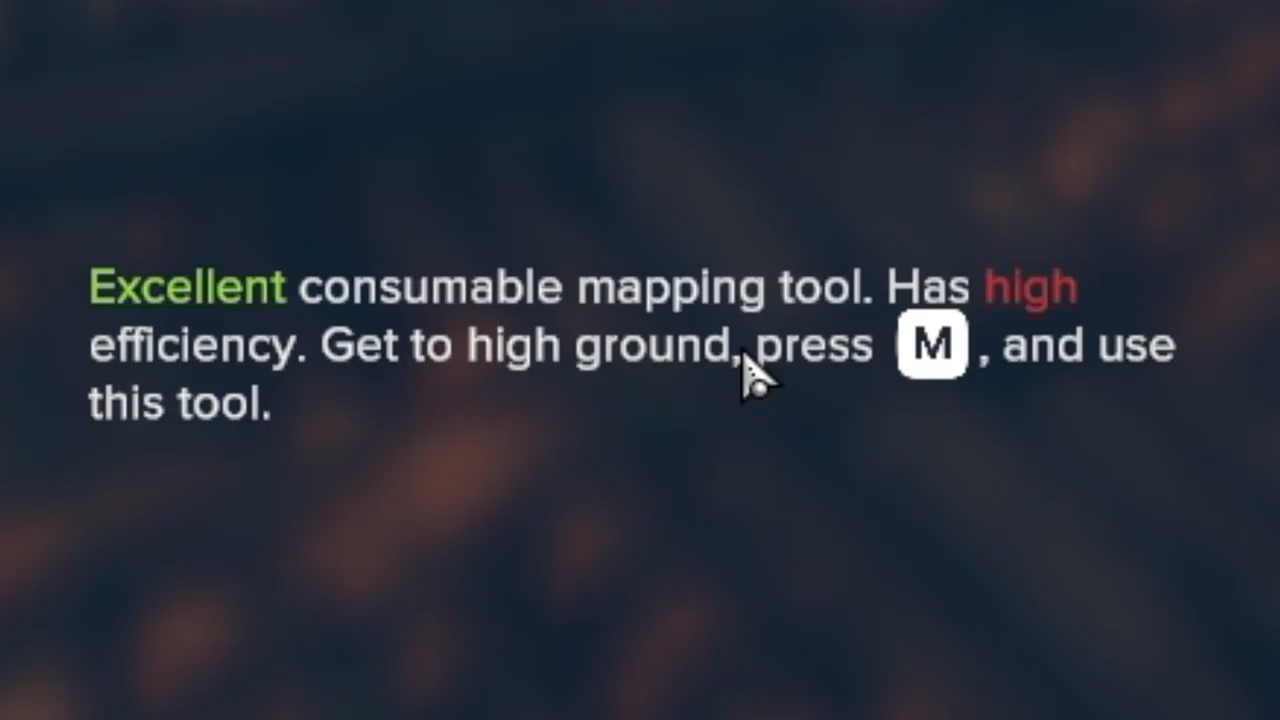 Excellent consumable mapping tool. Has high
efficiency. Get to high ground, press M , and use
this tool.